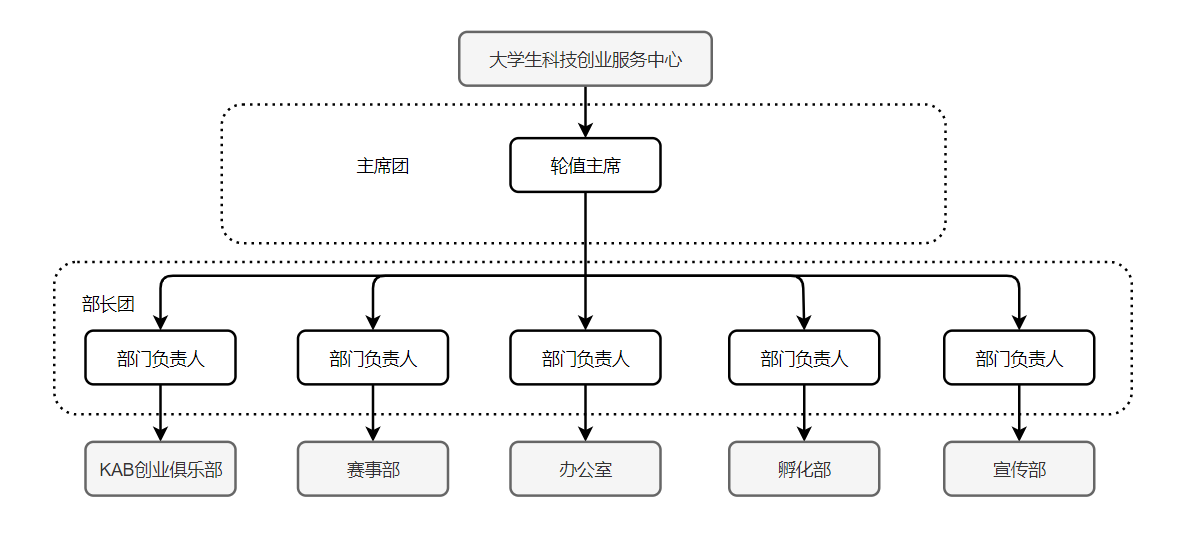 大学生科技创业服务中心
主席团
轮值主席
部长团
部门负责人
部门负责人
部门负责人
部门负责人
部门负责人
KAB创业俱乐部
赛事部
办公室
孵化部
宣传部